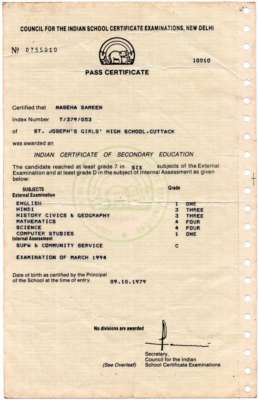 COUNCIL FOR THE INDIAN SCHOOL CERTIFICATE EXAMINATIONS, NEW DELHI
Nº 0755010
10010
PASS CERTIFICATE
Certified that NABEHA SAMEEN
Index Number T/379/053
of ST. JOSEPH'S GIRLS' HIGH SCHOOL, CUTTACK
was awarded an
INDIAN CERTIFICATE OF SECONDARY EDUCATION
The candidate reached at least grade 7 in SIX subjects of the External
Examination and at least grade D in the subject of Internal Assessment as given
below:
SUBJECTS Grade
External Examination
ENGLISH 1 ONE
HINDI 3 THREE
HISTORY CIVICS & GEOGRAPHY 3 THREE
MATHEMATICS 4 FOUR
SCIENCE 4 FOUR
COMPUTER STUDIES 1 ONE
Internal Assessment
SUPW & COMMUNITY SERVICE C
EXAMINATION OF MARCH 1994
Date of birth as certified by the Principal
of the School at the time of entry. 09.10.1979
No divisions are awarded
Secretary,
Council for the Indian
(See Overleaf) School Certificate Examinations